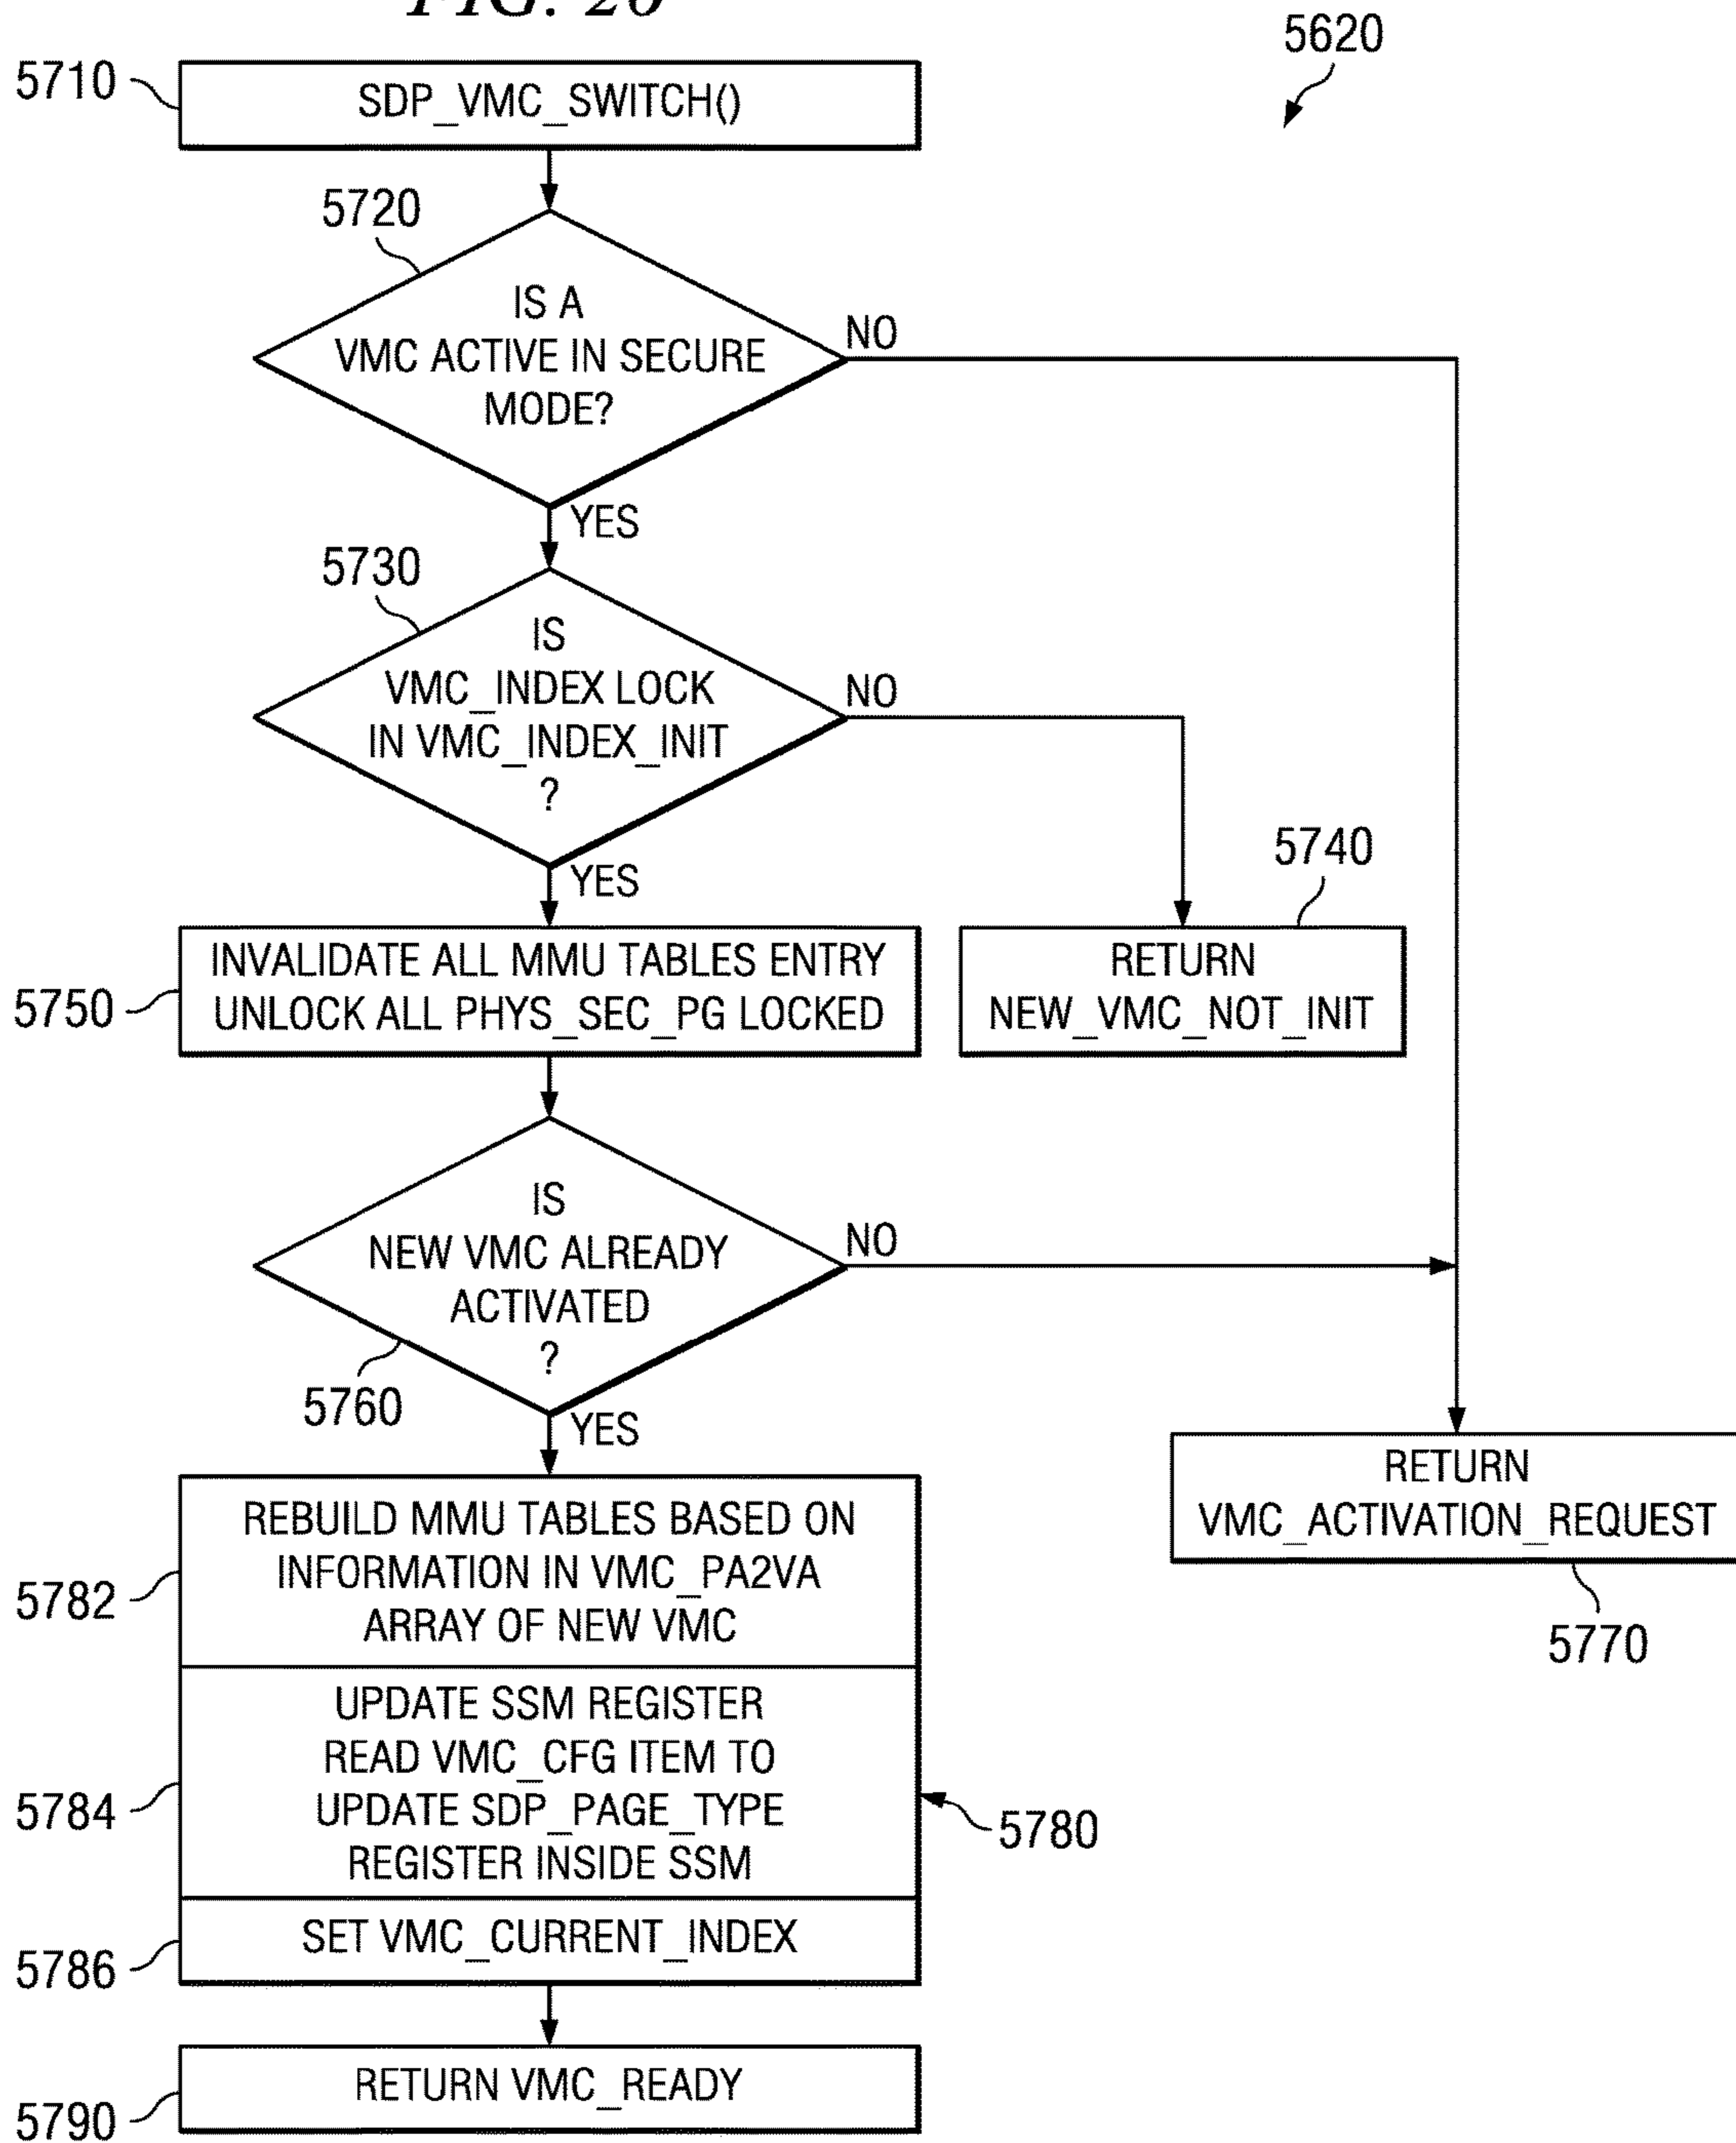 FIG. 20
5620
5710
SDP_VMC_SWITCH()
5720
IS A
VMC ACTIVE IN SECURE
MODE?
NO
YES
5730
IS
VMC_INDEX LOCK
IN VMC_INDEX_INIT
?
NO
YES
5740
RETURN
NEW_VMC_NOT_INIT
5750
INVALIDATE ALL MMU TABLES ENTRY
UNLOCK ALL PHYS_SEC_PG LOCKED
IS
NEW VMC ALREADY
ACTIVATED
?
NO
5760
YES
RETURN
VMC_ACTIVATION_REQUEST
5770
5782
REBUILD MMU TABLES BASED ON
INFORMATION IN VMC_PA2VA
ARRAY OF NEW VMC
5784
UPDATE SSM REGISTER
READ VMC_CFG ITEM TO
UPDATE SDP_PAGE_TYPE
REGISTER INSIDE SSM
5780
5786
SET VMC_CURRENT_INDEX
5790
RETURN VMC_READY